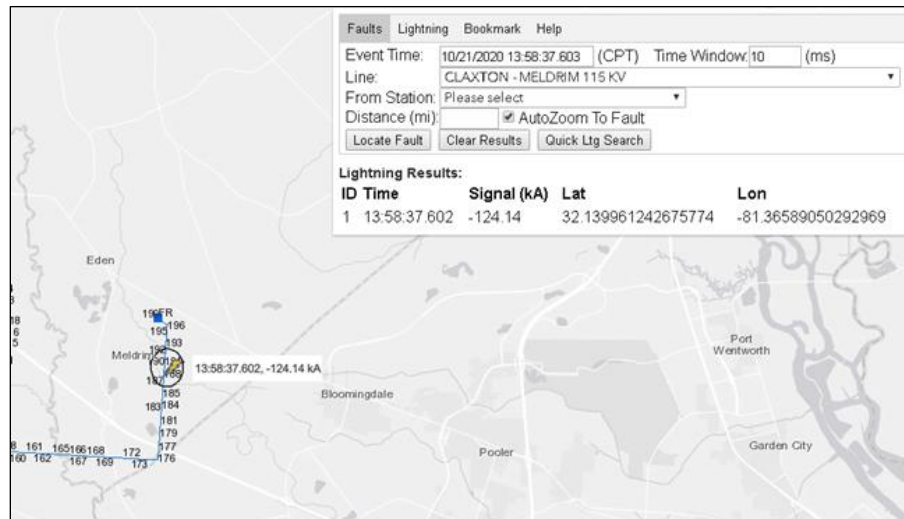 Faults Lightning Bookmark Help
Event Time: 10/21/2020 13:58:37.603 (CPT) Time Window: 10 (ms)
Line: CLAXTON - MELDRIM 115 KV
From Station: Please select
Distance (mi): AutoZoom To Fault
Locate Fault Clear Results Quick Ltg Search
Lightning Results:
ID Time Signal (kA) Lat Lon
1 13:58:37.602 -124.14 32.139961242675774 -81.36589050292969
Eden
196
195
193
Port
Wentworth
Meldrim
13:58:37.602, -124.14 kA
187
185
Bloomingdale
183 184
181
179
161 165 166 168 172 177
160 162 167 169 173 176
Pooler
Garden City